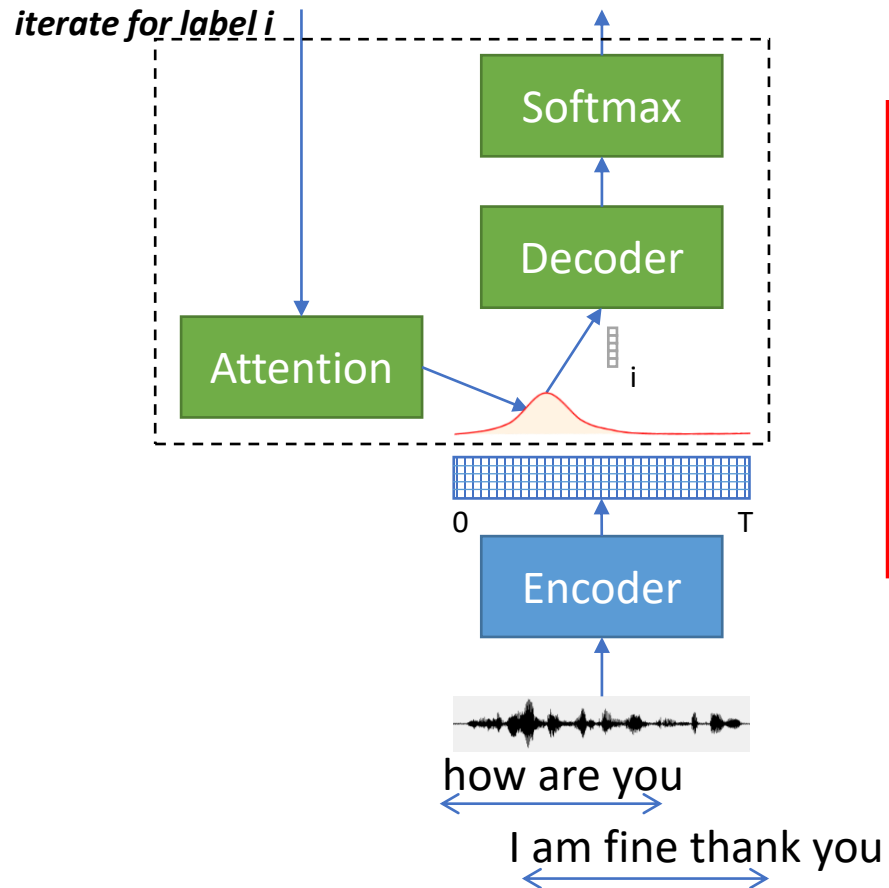 iterate for label i
Softmax
Decoder
Attention
i
0 T
Encoder
how are you
I am fine thank you